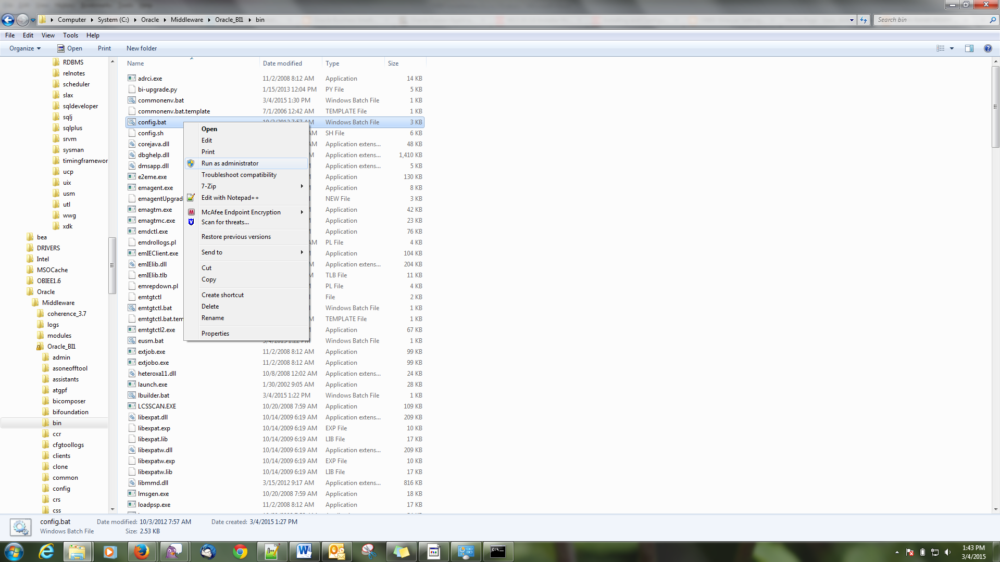 Computer System (C:) Oracle Middleware Oracle_BI1 bin Search bin
File Edit View Tools Help
Organize Open Print New folder
RDBMS
relnotes
scheduler
slax
sqldeveloper
sqlj
sqlplus
srvm
sysman
timingframewor
ucp
uix
usm
utl
wwg
xdk
bea
DRIVERS
Intel
MSOCache
OBIEE1.6
Oracle
Middleware
coherence_3.7
logs
modules
Oracle_BI1
admin
asoneofftool
assistants
atgpf
bicomposer
bifoundation
bin
ccr
cfgtoollogs
clients
clone
common
config
crs
css
Name Date modified Type Size
adrci.exe 11/2/2008 8:12 AM Application 14 KB
bi-upgrade.py 1/15/2013 12:04 PM PY File 5 KB
commonenv.bat 3/4/2015 1:30 PM Windows Batch File 1 KB
commonenv.bat.template 7/1/2006 12:42 AM TEMPLATE File 1 KB
config.bat 10/3/2012 7:57 AM Windows Batch File 3 KB
config.sh AM SH File 6 KB
corejava.dll AM Application extens... 48 KB
dbghelp.dll M Application extens... 1,410 KB
dmsapp.dll Application extens... 5 KB
e2eme.exe Application 130 KB
emagent.exe Application 8 KB
emagentUpgrad NEW File 3 KB
emagtm.exe Application 42 KB
emagtmc.exe Application 23 KB
emdctl.exe Application 76 KB
emdrollogs.pl AM PL File 4 KB
emIEClient.exe Application 104 KB
emIElib.dll M Application extens... 204 KB
emIElib.tlb M TLB File 11 KB
emrepdown.pl PL File 4 KB
emtgtctl File 2 KB
emtgtctl.bat Windows Batch File 1 KB
emtgtctl.bat.tem M TEMPLATE File 1 KB
emtgtctl2.exe Application 67 KB
eusm.bat 3/4/2015 1:22 PM Windows Batch File 1 KB
extjob.exe 11/2/2008 8:12 AM Application 99 KB
extjobo.exe 11/2/2008 8:12 AM Application 99 KB
heteroxa11.dll 10/8/2008 12:02 AM Application extens... 24 KB
launch.exe 1/30/2002 9:05 AM Application 28 KB
lbuilder.bat 3/4/2015 1:22 PM Windows Batch File 1 KB
LCSSCAN.EXE 10/20/2008 7:59 AM Application 109 KB
libexpat.dll 10/14/2009 6:19 AM Application extens... 209 KB
libexpat.exp 10/14/2009 6:19 AM EXP File 10 KB
libexpat.lib 10/14/2009 6:19 AM LIB File 17 KB
libexpatw.dll 10/14/2009 6:19 AM Application extens... 209 KB
libexpatw.exp 10/14/2009 6:19 AM EXP File 10 KB
libexpatw.lib 10/14/2009 6:19 AM LIB File 17 KB
libmmd.dll 3/15/2012 9:17 AM Application extens... 816 KB
lmsgen.exe 10/20/2008 7:59 AM Application 18 KB
loadpsp.exe 11/2/2008 8:12 AM Application 17 KB
Open
Edit
Print
Run as administrator
Troubleshoot compatibility
7-Zip
Edit with Notepad++
McAfee Endpoint Encryption
Scan for threats...
Restore previous versions
Send to
Cut
Copy
Create shortcut
Delete
Rename
Properties
config.bat Date modified: 10/3/2012 7:57 AM Date created: 3/4/2015 1:27 PM
Windows Batch File Size: 2.53 KB
1:43 PM
3/4/2015